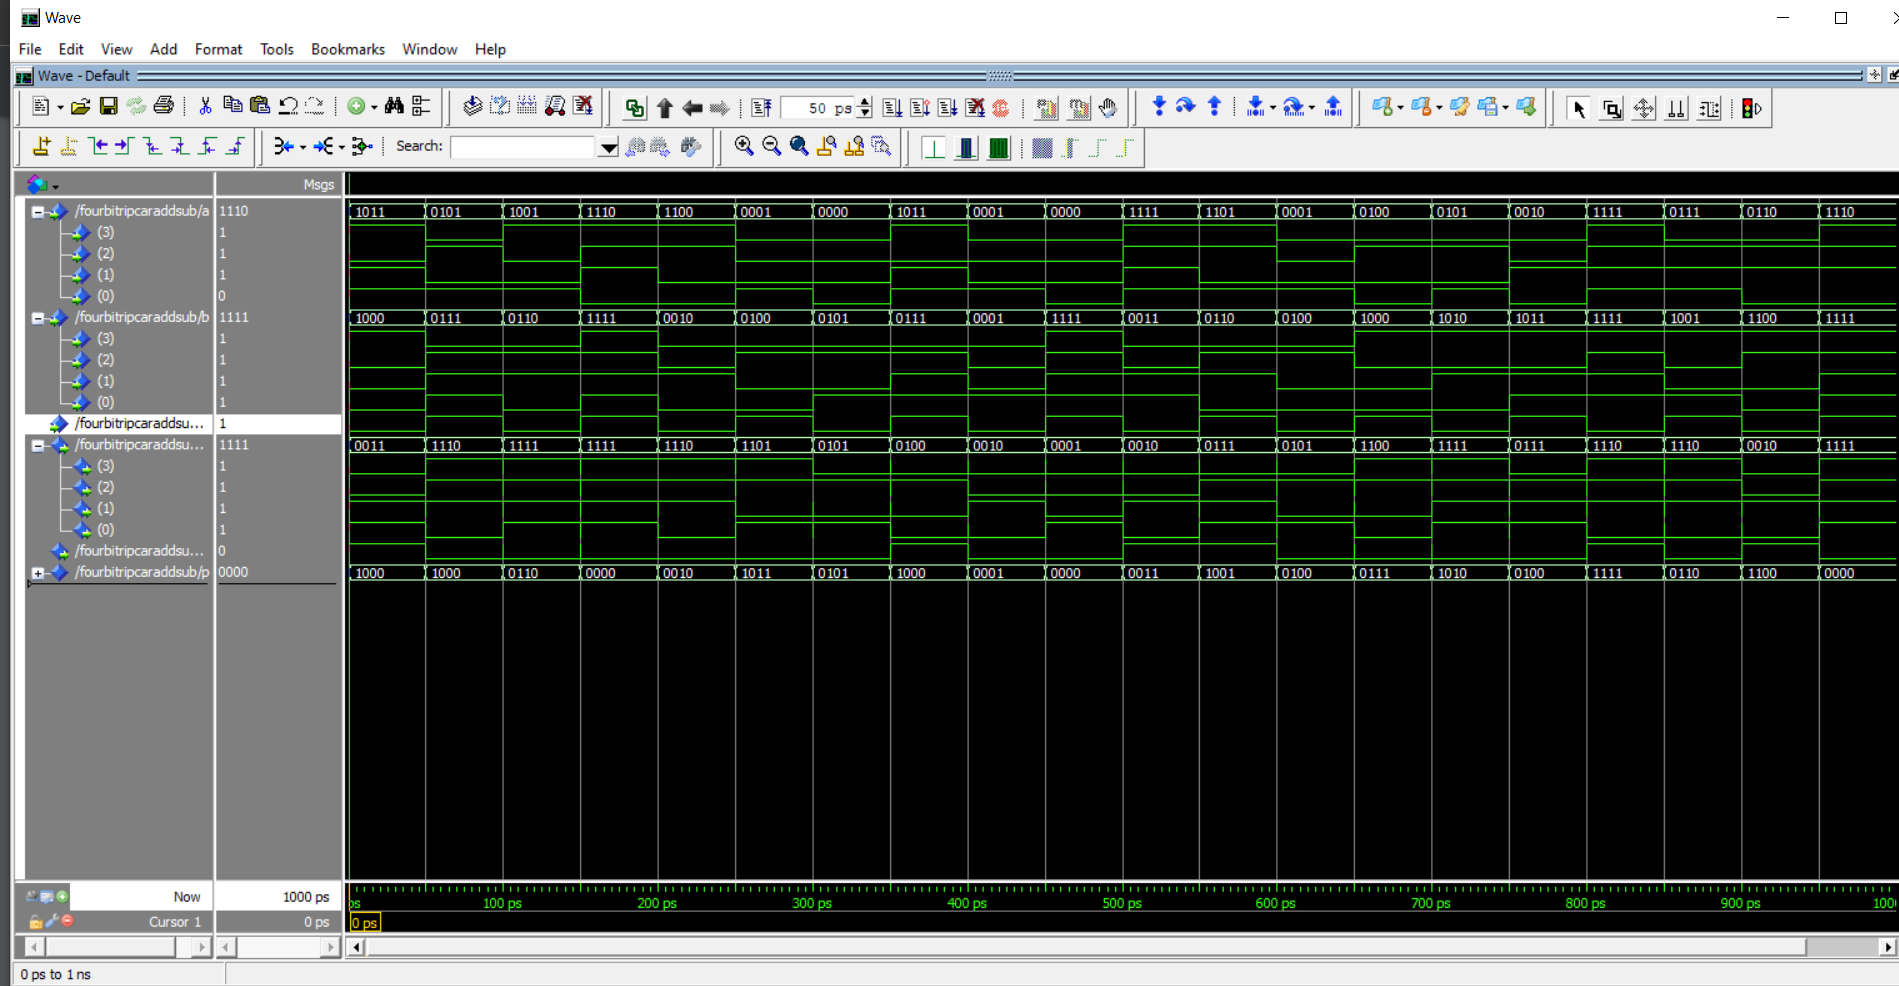 Wave
File Edit View Add Format Tools Bookmarks Window Help
Wave - Default
50 ps
Search:
Msgs
/fourbitripcaraddsub/a 1110 1011 0101 1001 1110 1100 0001 0000 1011 0001 0000 1111 1101 0001 0100 0101 0010 1111 0111 0110 1110
(3) 1
(2) 1
(1) 1
(0) 0
/fourbitripcaraddsub/b 1111 1000 0111 0110 1111 0010 0100 0101 0111 0001 1111 0011 0110 0100 1000 1010 1011 1111 1001 1100 1111
(3) 1
(2) 1
(1) 1
(0) 1
/fourbitripcaraddsu... 1
/fourbitripcaraddsu... 1111 0011 1110 1111 1111 1110 1101 0101 0100 0010 0001 0010 0111 0101 1100 1111 0111 1110 1110 0010 1111
(3) 1
(2) 1
(1) 1
(0) 1
/fourbitripcaraddsu... 0
/fourbitripcaraddsub/p 0000 1000 1000 0110 0000 0010 1011 0101 1000 0001 0000 0011 1001 0100 0111 1010 0100 1111 0110 1100 0000
Now 1000 ps ps 100 ps 200 ps 300 ps 400 ps 500 ps 600 ps 700 ps 800 ps 900 ps 100
Cursor 1 0 ps 0 ps
0 ps to 1 ns